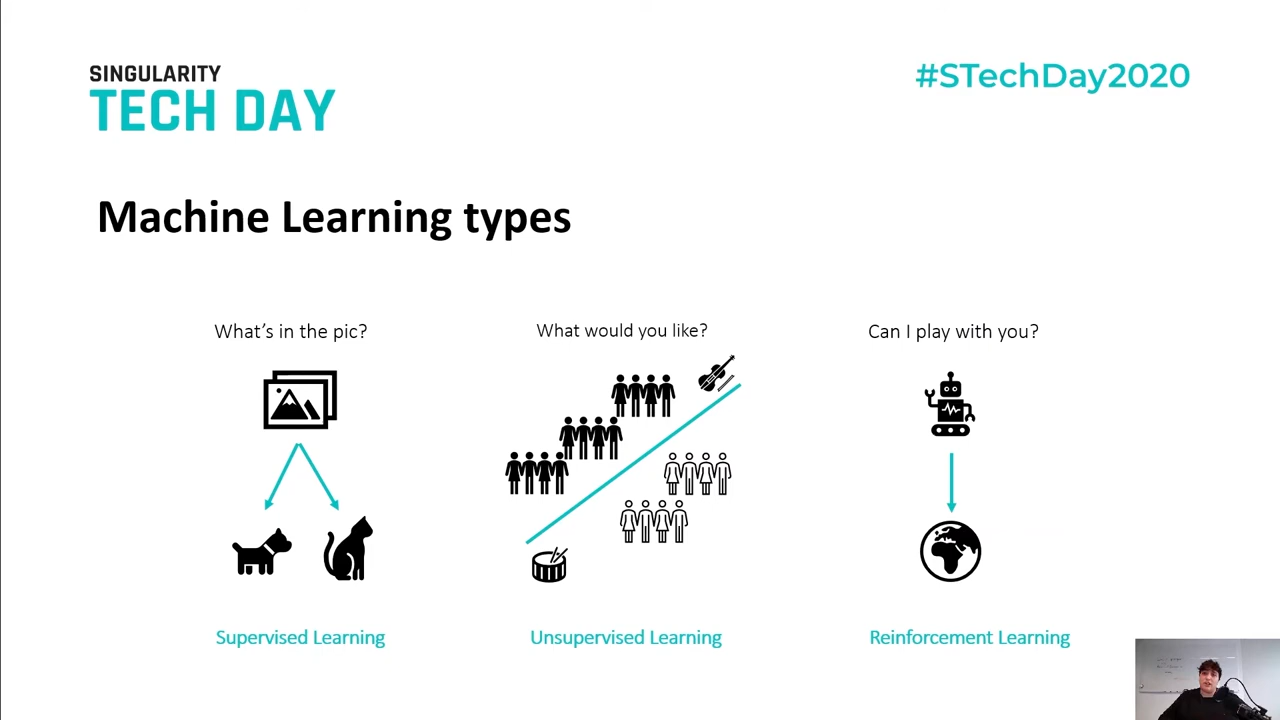 SINGULARITY
TECH DAY
#STechDay2020
Machine Learning types
What's in the pic?
What would you like?
Can I play with you?
Supervised Learning
Unsupervised Learning
Reinforcement Learning